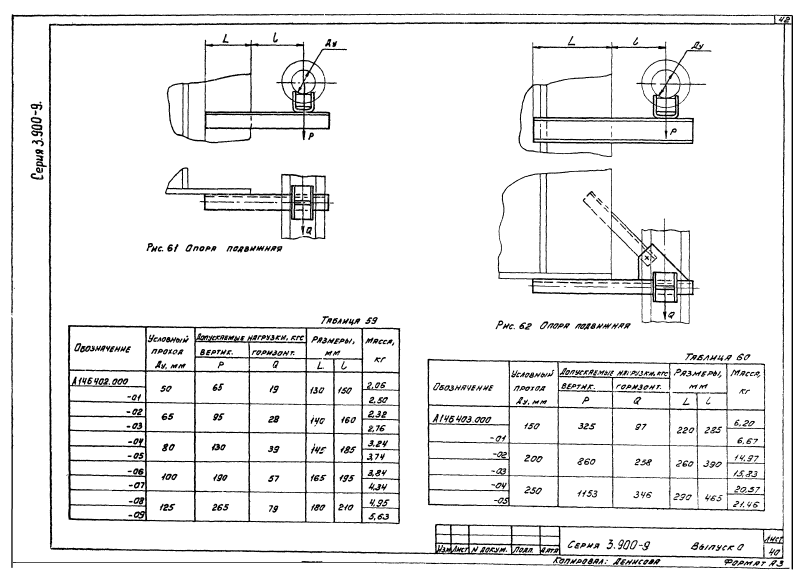 42
Серия 3.900-9.
L l Ду
P
Q
Рис. 61 Опора подвижная
L l Ду
P
Q
Рис. 62 Опора подвижная
Таблица 59
Обозначение Условный проход Ду, мм Допускаемые нагрузки, кгс Размеры, мм Масса, кг
вертик. P горизонт. Q L l
А14Б402.000 50 65 19 130 150 2,06
-01 2,50
-02 65 95 28 140 160 2,32
-03 2,76
-04 80 130 39 145 185 3,24
-05 3,74
-06 100 190 57 165 195 3,84
-07 4,34
-08 125 265 79 180 210 4,95
-09 5,63
Таблица 60
Обозначение Условный проход Ду, мм Допускаемые нагрузки, кгс Размеры, мм Масса, кг
вертик. P горизонт. Q L l
А14Б403.000 150 325 97 220 285 6,20
-01 6,67
-02 200 860 258 260 390 14,97
-03 15,83
-04 250 1153 346 290 465 20,57
-05 21,46
Изм Лист N докум. Подп. Дата Серия 3.900-9 Выпуск 0 Лист 40
Копировал: Денисова Формат А3